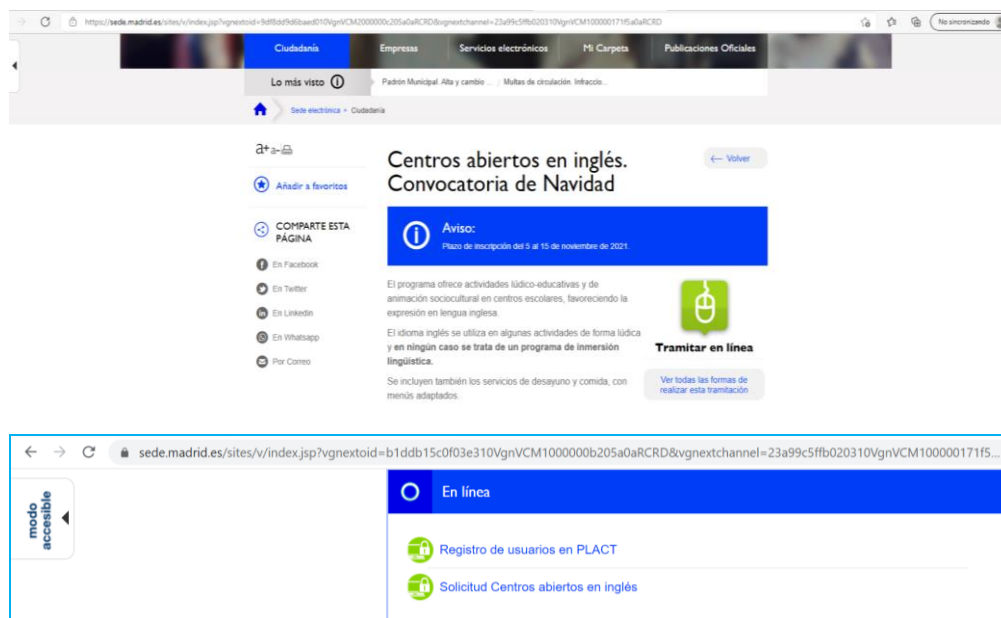 https://sede.madrid.es/sites/v/index.jsp?vgnextoid=9df8dd9d6baed010VgnVCM2000000c205a0aRCRD&vgnextchannel=23a99c5ffb020310VgnVCM100000171f5a0aRCRD
No sincronizando
Ciudadanía Empresas Servicios electrónicos Mi Carpeta Publicaciones Oficiales
Lo más visto Padrón Municipal. Alta y cambio ... / Multas de circulación. Infraccio...
Sede electrónica > Ciudadanía
a+ a-
Añadir a favoritos
COMPARTE ESTA
PÁGINA
En Facebook
En Twitter
En Linkedin
En Whatsapp
Por Correo
Centros abiertos en inglés.
Convocatoria de Navidad
Volver
Aviso:
Plazo de inscripción del 5 al 15 de noviembre de 2021.
El programa ofrece actividades lúdico-educativas y de
animación sociocultural en centros escolares, favoreciendo la
expresión en lengua inglesa.
El idioma inglés se utiliza en algunas actividades de forma lúdica
y en ningún caso se trata de un programa de inmersión
lingüística.
Se incluyen también los servicios de desayuno y comida, con
menús adaptados.
Tramitar en línea
Ver todas las formas de
realizar esta tramitación
sede.madrid.es/sites/v/index.jsp?vgnextoid=b1ddb15c0f03e310VgnVCM1000000b205a0aRCRD&vgnextchannel=23a99c5ffb020310VgnVCM100000171f5...
modo
accesible
En línea
Registro de usuarios en PLACT
Solicitud Centros abiertos en inglés